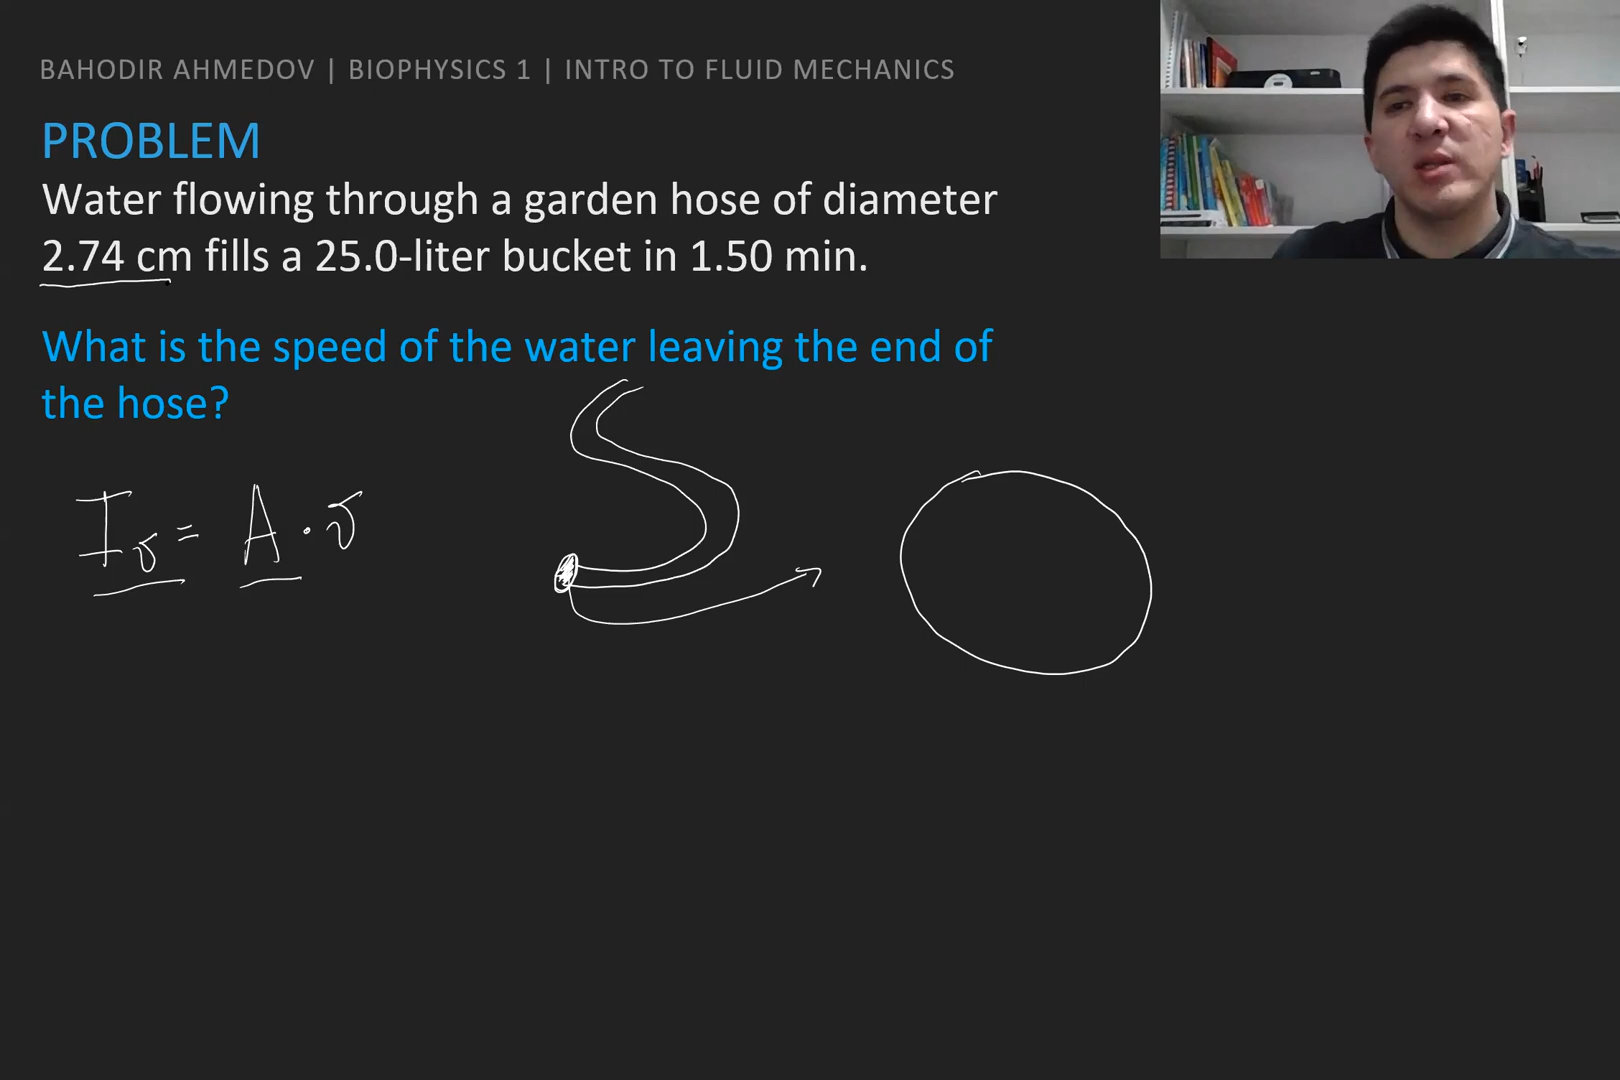 BAHODIR AHMEDOV | BIOPHYSICS 1 | INTRO TO FLUID MECHANICS
PROBLEM
Water flowing through a garden hose of diameter
2.74 cm fills a 25.0-liter bucket in 1.50 min.
What is the speed of the water leaving the end of
the hose?
I_v = A · v